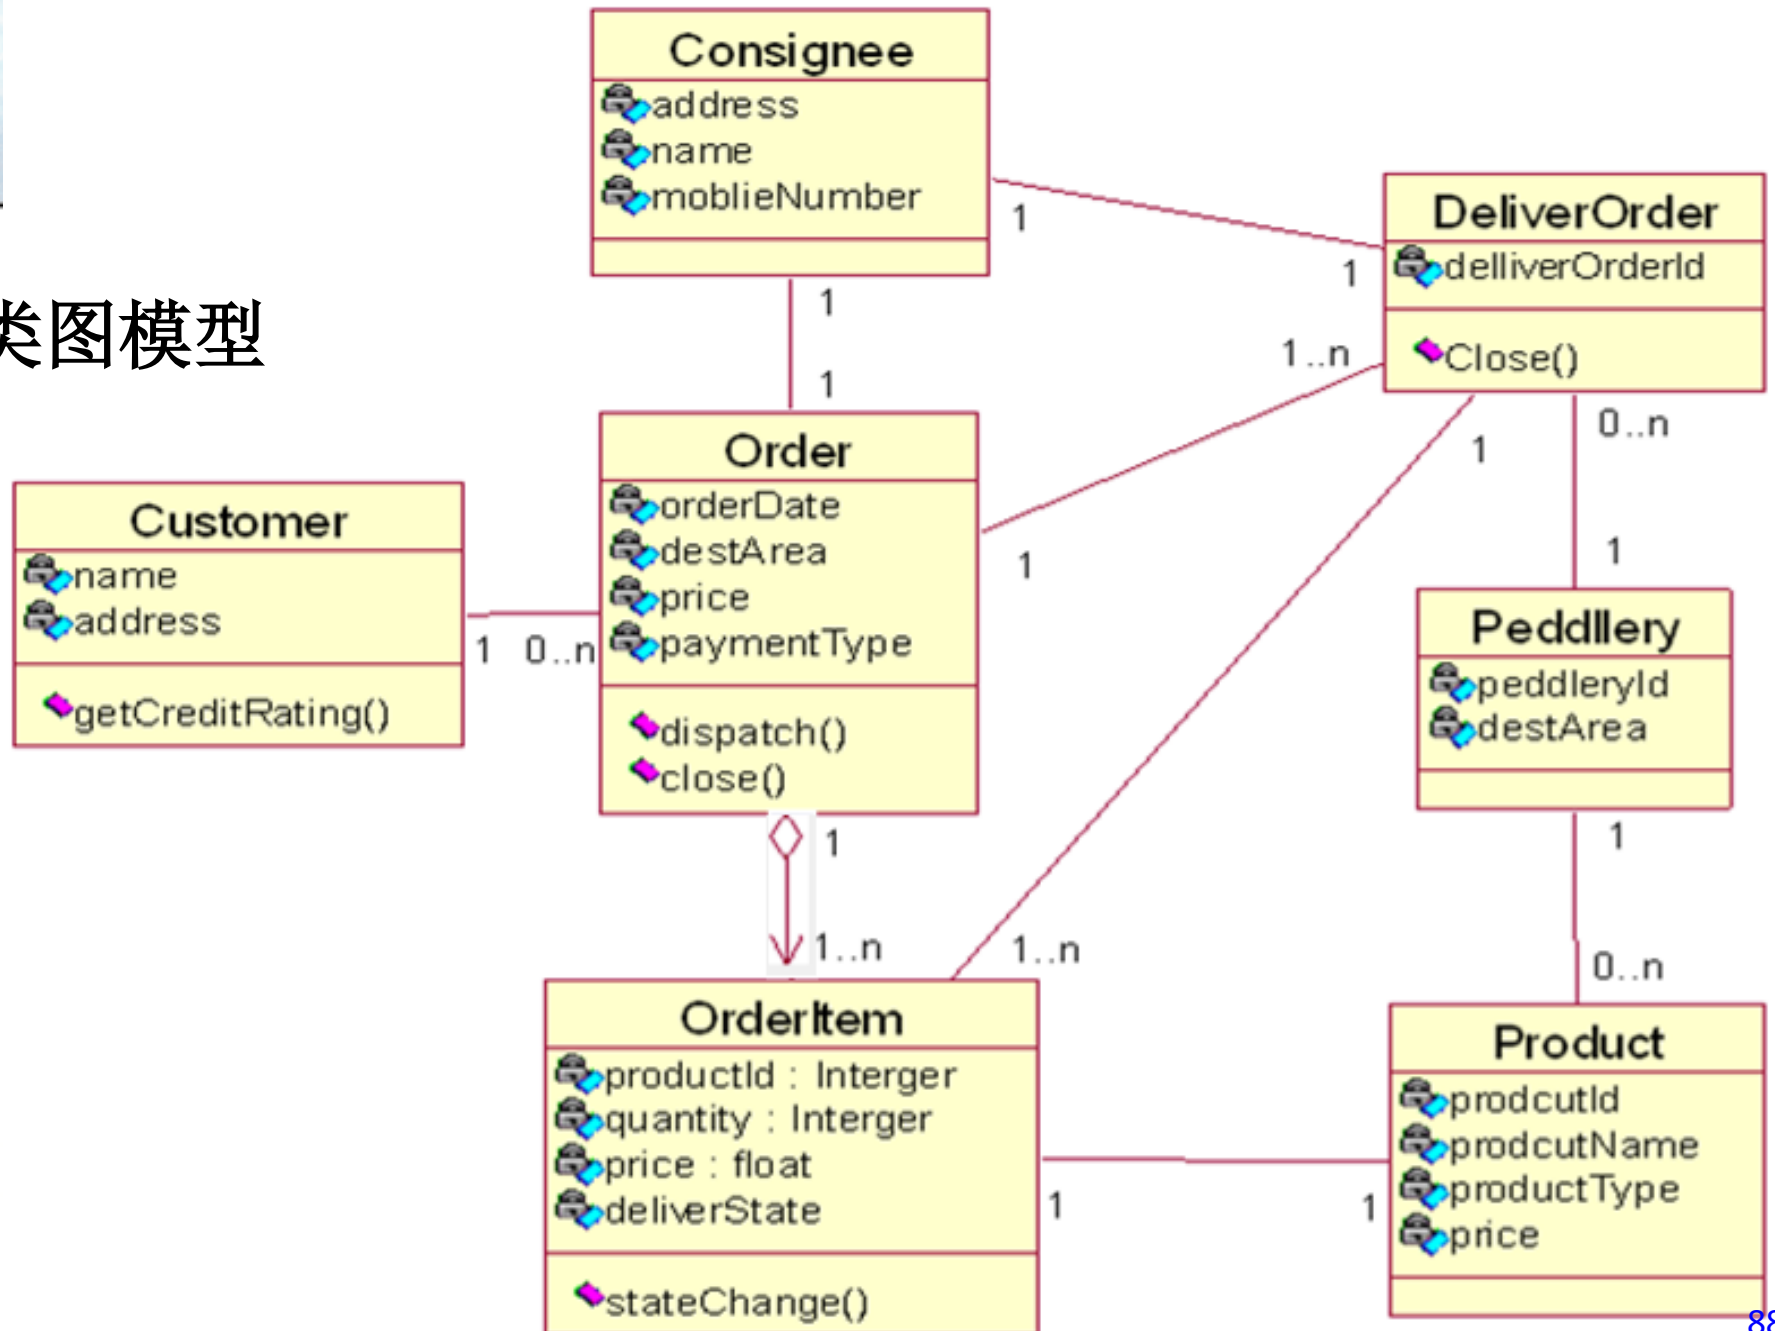 Consignee
address
name
moblieNumber
1
1
DeliverOrder
delliverOrderId
Close()
类图模型
1
1
1..n
1
0..n
1
1
Customer
name
address
getCreditRating()
1
0..n
Order
orderDate
destArea
price
paymentType
dispatch()
close()
1
1..n
1..n
Peddllery
peddleryId
destArea
1
0..n
OrderItem
productId : Interger
quantity : Interger
price : float
deliverState
stateChange()
1
1
Product
prodcutId
prodcutName
productType
price
88